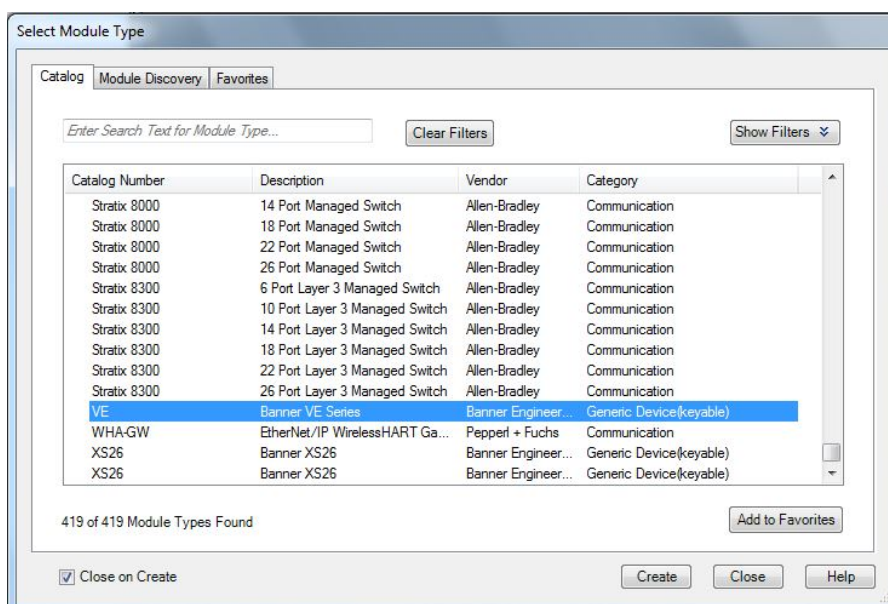 Select Module Type
Catalog Module Discovery Favorites
Enter Search Text for Module Type... Clear Filters Show Filters
Catalog Number Description Vendor Category
Stratix 8000 14 Port Managed Switch Allen-Bradley Communication
Stratix 8000 18 Port Managed Switch Allen-Bradley Communication
Stratix 8000 22 Port Managed Switch Allen-Bradley Communication
Stratix 8000 26 Port Managed Switch Allen-Bradley Communication
Stratix 8300 6 Port Layer 3 Managed Switch Allen-Bradley Communication
Stratix 8300 10 Port Layer 3 Managed Switch Allen-Bradley Communication
Stratix 8300 14 Port Layer 3 Managed Switch Allen-Bradley Communication
Stratix 8300 18 Port Layer 3 Managed Switch Allen-Bradley Communication
Stratix 8300 22 Port Layer 3 Managed Switch Allen-Bradley Communication
Stratix 8300 26 Port Layer 3 Managed Switch Allen-Bradley Communication
VE Banner VE Series Banner Engineer... Generic Device(keyable)
WHA-GW EtherNet/IP WirelessHART Ga... Pepperl + Fuchs Communication
XS26 Banner XS26 Banner Engineer... Generic Device(keyable)
XS26 Banner XS26 Banner Engineer... Generic Device(keyable)
419 of 419 Module Types Found Add to Favorites
Close on Create Create Close Help